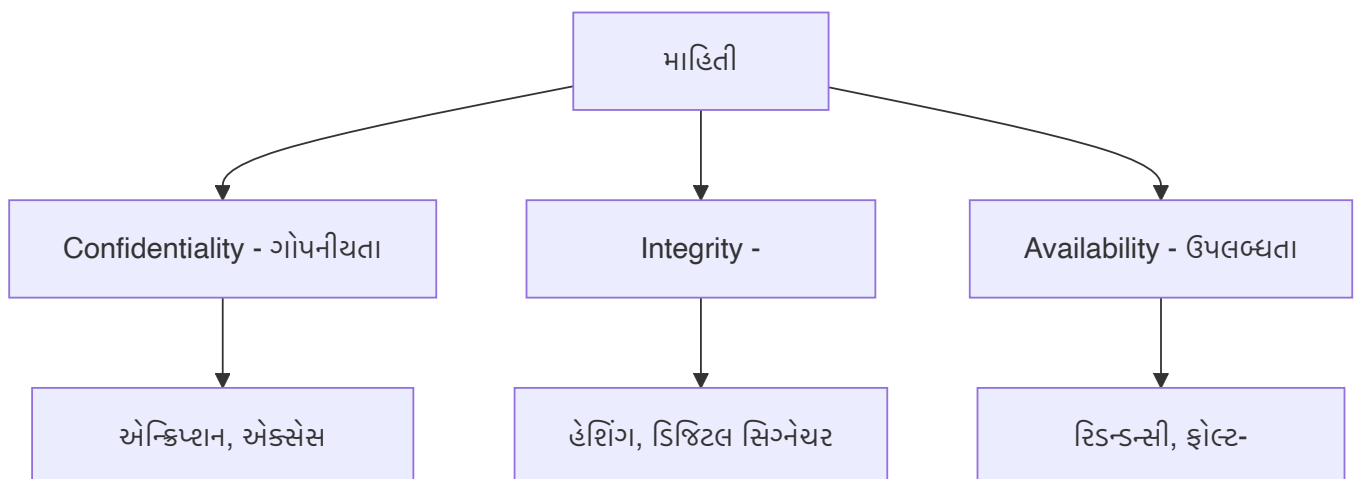 માહિતી
Confidentiality - ગોપનીયતા
Integrity -
Availability - ઉપલબ્ધતા
એન્ક્રિપ્શન, એક્સેસ
હેશિંગ, ડિજિટલ સિગ્નેચર
રિડન્ડન્સી, ફોલ્ટ-